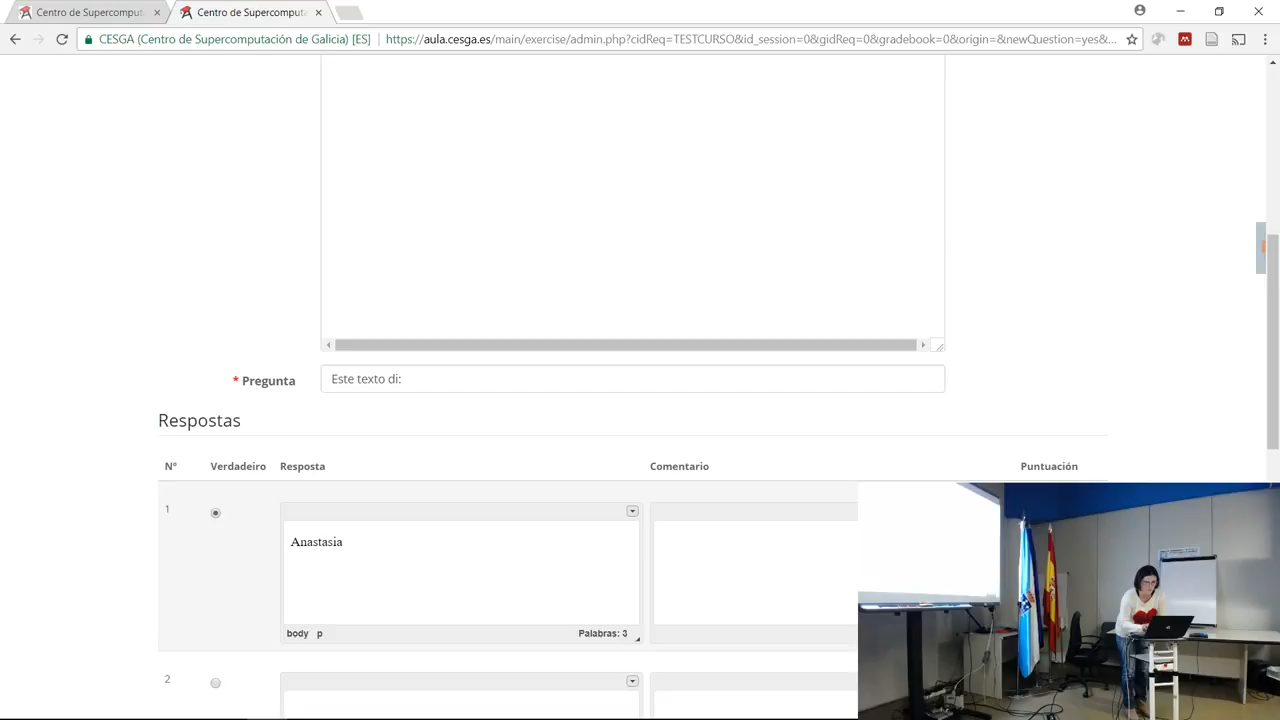 Centro de Supercomput
Centro de Supercomput
CESGA (Centro de Supercomputación de Galicia) [ES]
https://aula.cesga.es/main/exercise/admin.php?cidReq=TESTCURSO&id_session=0&gidReq=0&gradebook=0&origin=&newQuestion=yes&...
* Pregunta
Este texto di:
Respostas
Nº Verdadeiro Resposta Comentario Puntuación
1
Anastasia
body p Palabras: 3
2